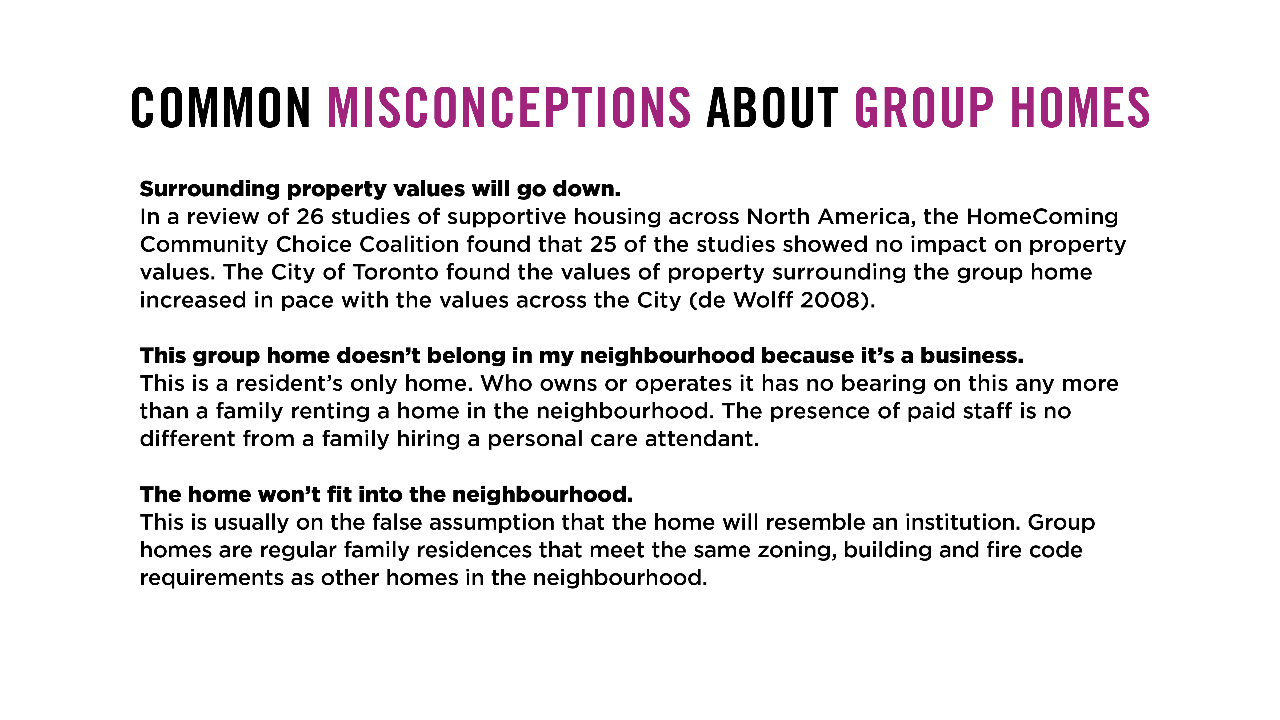 COMMON MISCONCEPTIONS ABOUT GROUP HOMES
Surrounding property values will go down.
In a review of 26 studies of supportive housing across North America, the HomeComing
Community Choice Coalition found that 25 of the studies showed no impact on property
values. The City of Toronto found the values of property surrounding the group home
increased in pace with the values across the City (de Wolff 2008).
This group home doesn’t belong in my neighbourhood because it’s a business.
This is a resident’s only home. Who owns or operates it has no bearing on this any more
than a family renting a home in the neighbourhood. The presence of paid staff is no
different from a family hiring a personal care attendant.
The home won’t fit into the neighbourhood.
This is usually on the false assumption that the home will resemble an institution. Group
homes are regular family residences that meet the same zoning, building and fire code
requirements as other homes in the neighbourhood.